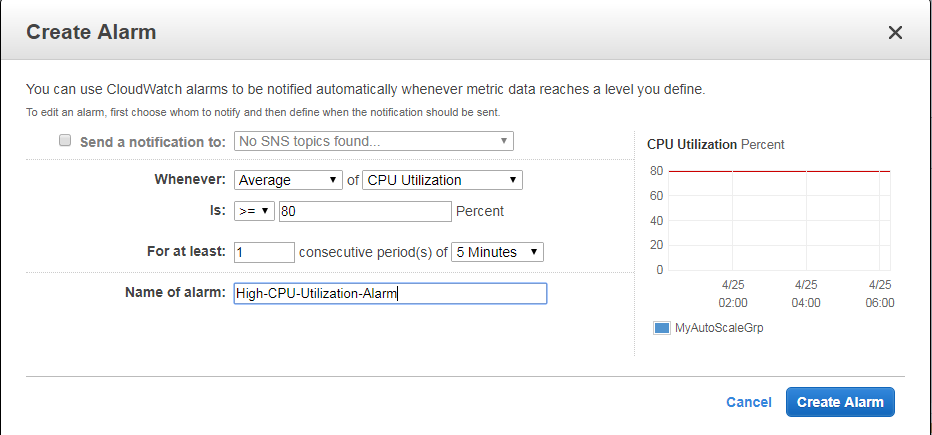 Create Alarm
You can use CloudWatch alarms to be notified automatically whenever metric data reaches a level you define.
To edit an alarm, first choose whom to notify and then define when the notification should be sent.
Send a notification to: No SNS topics found...
Whenever: Average of CPU Utilization
Is: >= 80 Percent
For at least: 1 consecutive period(s) of 5 Minutes
Name of alarm: High-CPU-Utilization-Alarm
CPU Utilization Percent
80
60
40
20
0
4/25 4/25 4/25
02:00 04:00 06:00
MyAutoScaleGrp
Cancel Create Alarm